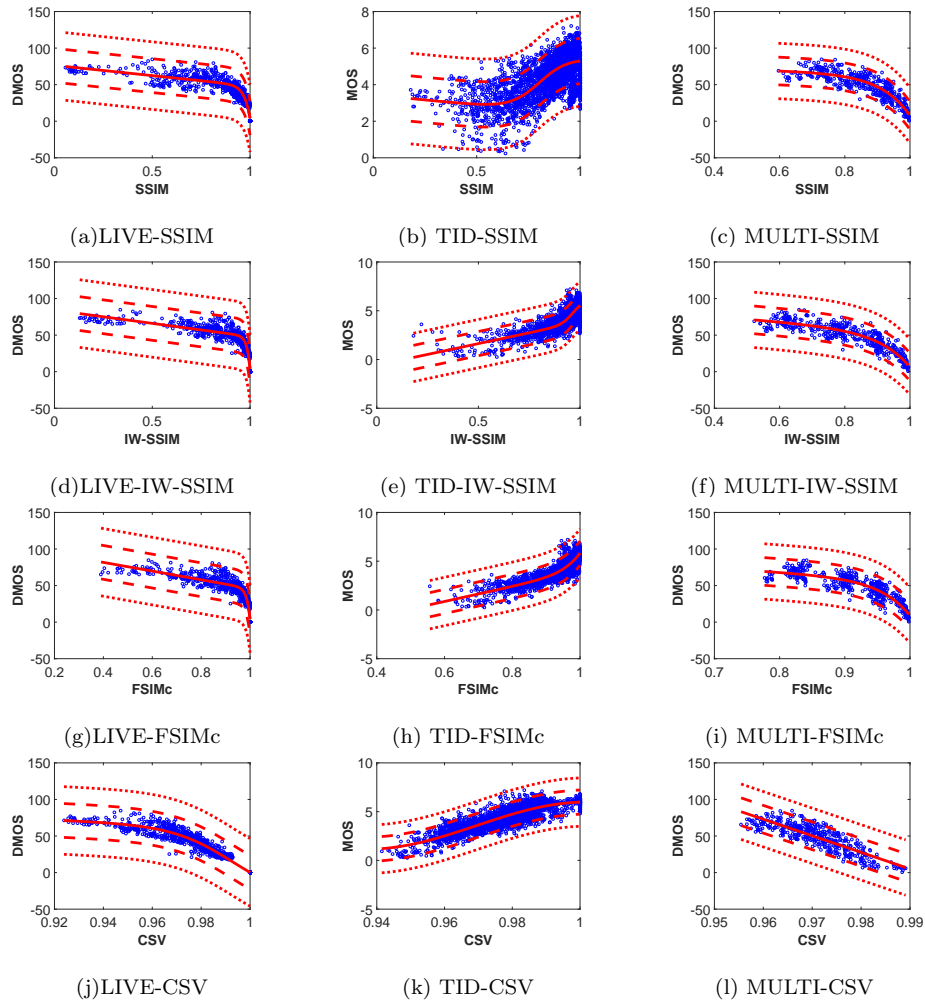 150
100
50
0
-50
DMOS
0
0.5
1
SSIM
(a)LIVE-SSIM
8
6
4
2
0
MOS
0
0.5
1
SSIM
(b) TID-SSIM
150
100
50
0
-50
DMOS
0.4
0.6
0.8
1
SSIM
(c) MULTI-SSIM
150
100
50
0
-50
DMOS
0
0.5
1
IW-SSIM
(d)LIVE-IW-SSIM
10
5
0
-5
MOS
0
0.5
1
IW-SSIM
(e) TID-IW-SSIM
150
100
50
0
-50
DMOS
0.4
0.6
0.8
1
IW-SSIM
(f) MULTI-IW-SSIM
150
100
50
0
-50
DMOS
0.2
0.4
0.6
0.8
1
FSIMc
(g)LIVE-FSIMc
10
5
0
-5
MOS
0.4
0.6
0.8
1
FSIMc
(h) TID-FSIMc
150
100
50
0
-50
DMOS
0.7
0.8
0.9
1
FSIMc
(i) MULTI-FSIMc
150
100
50
0
-50
DMOS
0.92
0.94
0.96
0.98
1
CSV
(j)LIVE-CSV
10
5
0
-5
MOS
0.94
0.96
0.98
1
CSV
(k) TID-CSV
150
100
50
0
-50
DMOS
0.95
0.96
0.97
0.98
0.99
CSV
(l) MULTI-CSV